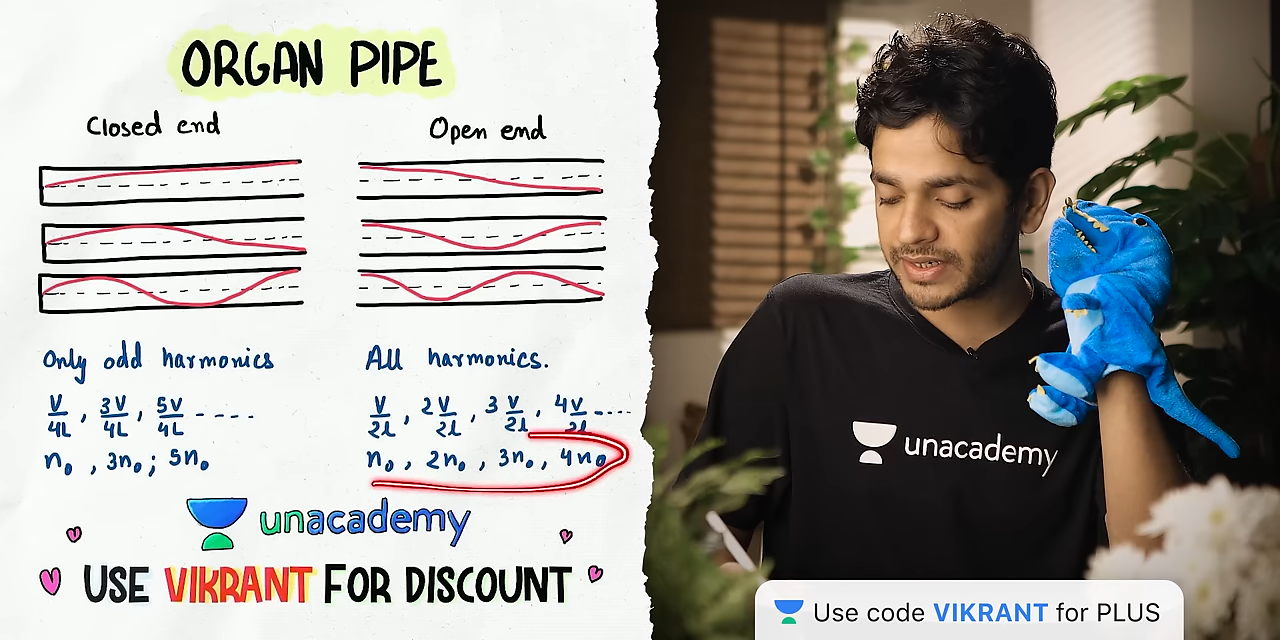 ORGAN PIPE
Closed end
Open end
Only odd harmonics
V/4L, 3V/4L, 5V/4L ----
n₀, 3n₀; 5n₀
All harmonics.
V/2l, 2V/2l, 3V/2l, 4V/2l ----
n₀, 2n₀, 3n₀, 4n₀
unacademy
USE VIKRANT FOR DISCOUNT
unacademy
Use code VIKRANT for PLUS